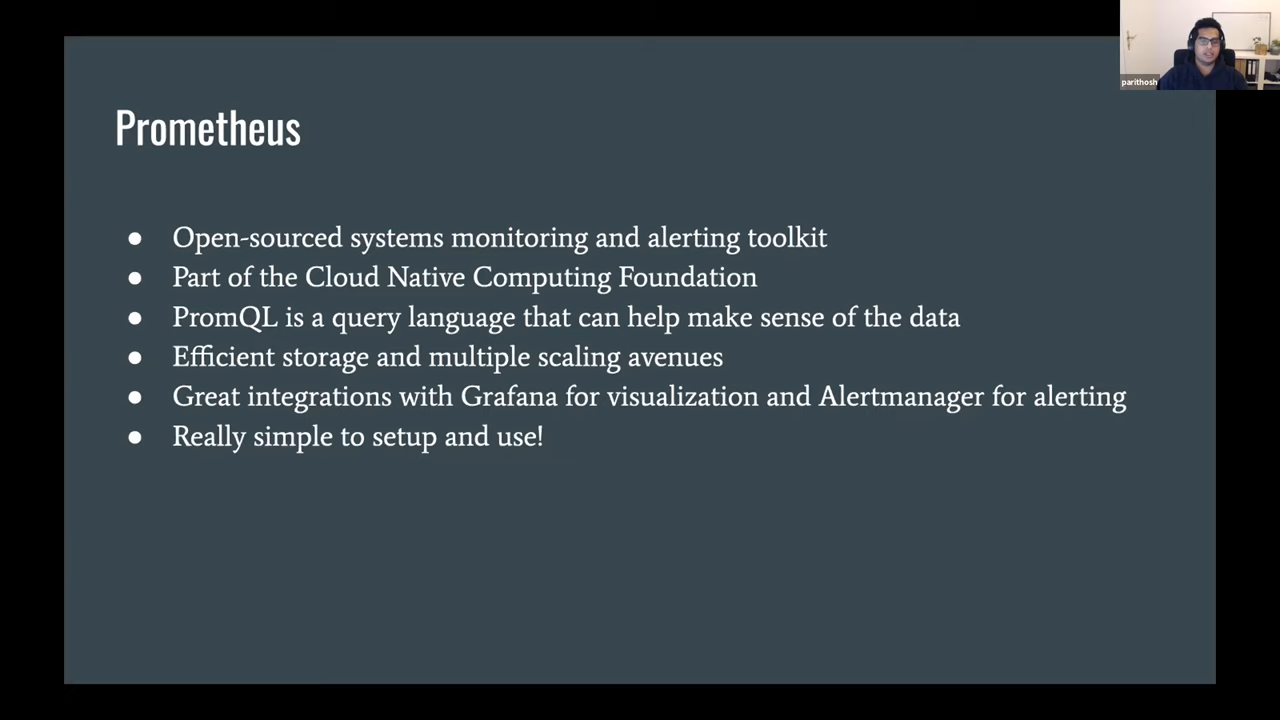 parithosh
Prometheus
● Open-sourced systems monitoring and alerting toolkit
● Part of the Cloud Native Computing Foundation
● PromQL is a query language that can help make sense of the data
● Efficient storage and multiple scaling avenues
● Great integrations with Grafana for visualization and Alertmanager for alerting
● Really simple to setup and use!